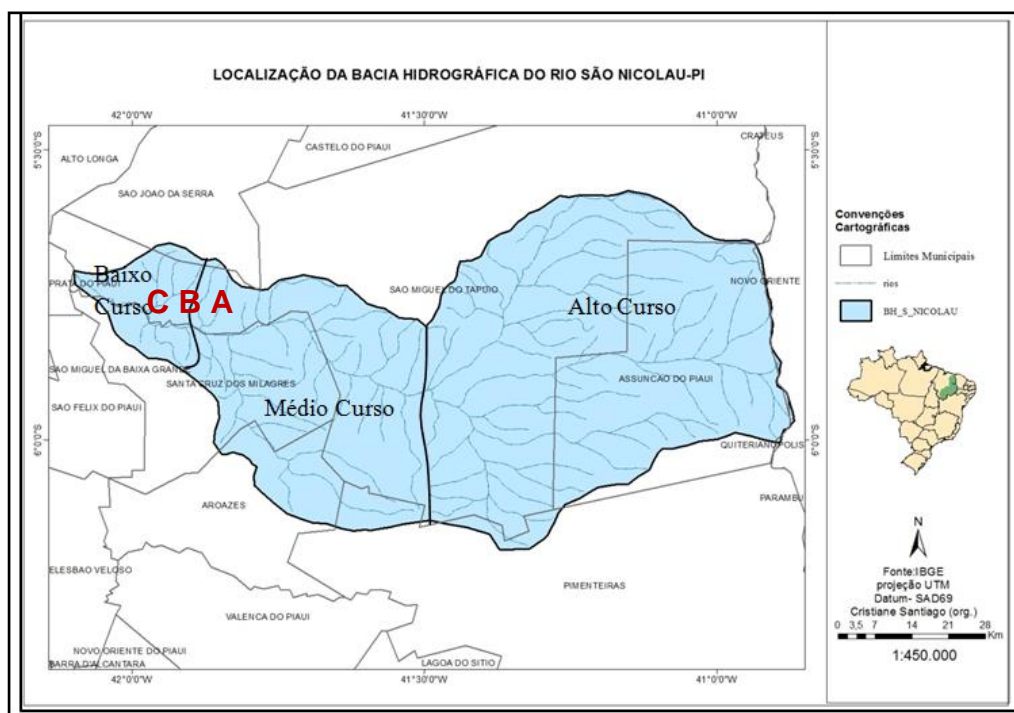 LOCALIZAÇÃO DA BACIA HIDROGRÁFICA DO RIO SÃO NICOLAU-PI
42°0'0"W
41°30'0"W
41°0'0"W
5°30'0"S
5°30'0"S
ALTO LONGA
CASTELO DO PIAUI
CRATEUS
SAO JOAO DA SERRA
Baixo
Curso
PRATA DO PIAUI
C B A
SAO MIGUEL DO TAPUIO
Alto Curso
NOVO ORIENTE
SAO MIGUEL DA BAIXA GRANDE
SANTA CRUZ DOS MILAGRES
ASSUNCAO DO PIAUI
SAO FELIX DO PIAUI
Médio Curso
6°0'0"S
6°0'0"S
QUITERIANOPOLIS
AROAZES
PARAMBU
ELESBAO VELOSO
PIMENTEIRAS
VALENCA DO PIAUI
NOVO ORIENTE DO PIAUI
BARRA D'ALCANTARA
LAGOA DO SITIO
42°0'0"W
41°30'0"W
41°0'0"W
Convenções
Cartográficas
Limites Municipais
rios
BH_S_NICOLAU
N
Fonte:IBGE
projeção UTM
Datum- SAD69
Cristiane Santiago (org.)
0 3,5 7 14 21 28
Km
1:450.000